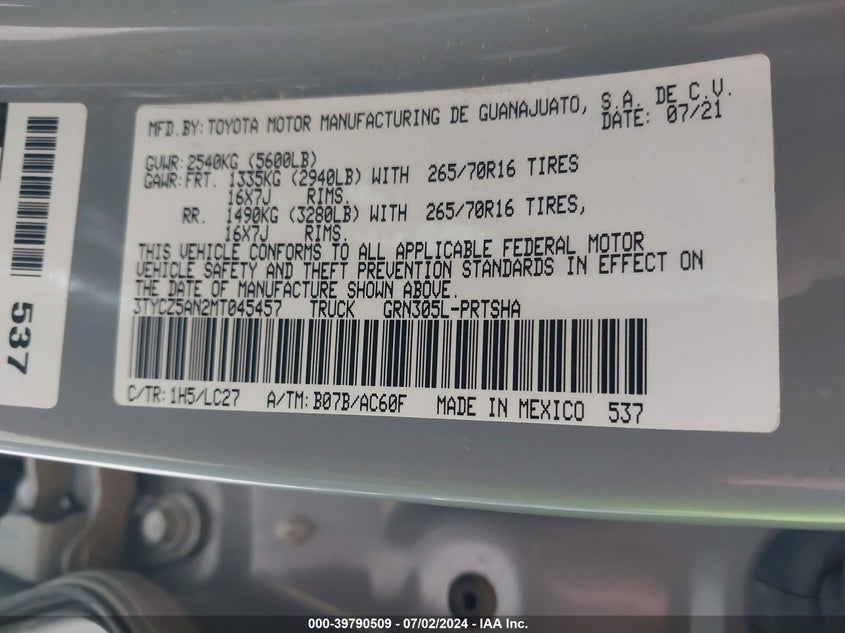 MFD.BY: TOYOTA MOTOR MANUFACTURING DE GUANAJUATO, S.A. DE C.V.
DATE: 07/21
GVWR: 2540KG (5600LB)
GAWR: FRT. 1335KG (2940LB) WITH 265/70R16 TIRES
16X7J RIMS.
RR. 1490KG (3280LB) WITH 265/70R16 TIRES,
16X7J RIMS.
THIS VEHICLE CONFORMS TO ALL APPLICABLE FEDERAL MOTOR
VEHICLE SAFETY AND THEFT PREVENTION STANDARDS IN EFFECT ON
THE DATE OF MANUFACTURE SHOWN ABOVE.
3TYCZ5AN2MT045457 TRUCK GRN305L-PRTSHA
C/TR: 1H5/LC27 A/TM: B07B/AC60F MADE IN MEXICO 537
537
000-39790509 - 07/02/2024 - IAA Inc.